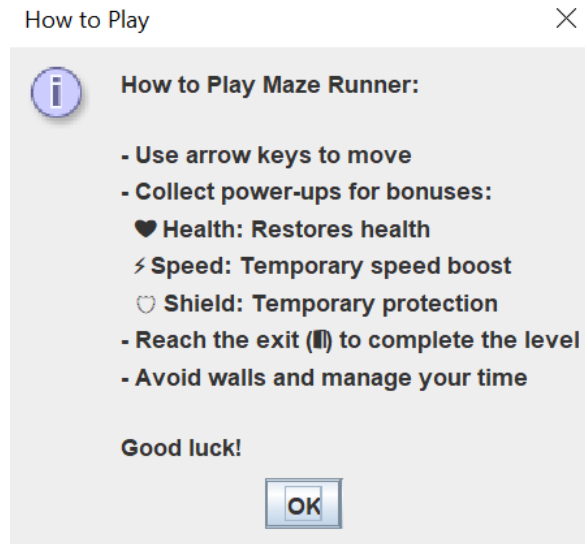 How to Play
How to Play Maze Runner:
- Use arrow keys to move
- Collect power-ups for bonuses:
♥ Health: Restores health
⚡ Speed: Temporary speed boost
🛡 Shield: Temporary protection
- Reach the exit (🚪) to complete the level
- Avoid walls and manage your time
Good luck!
OK